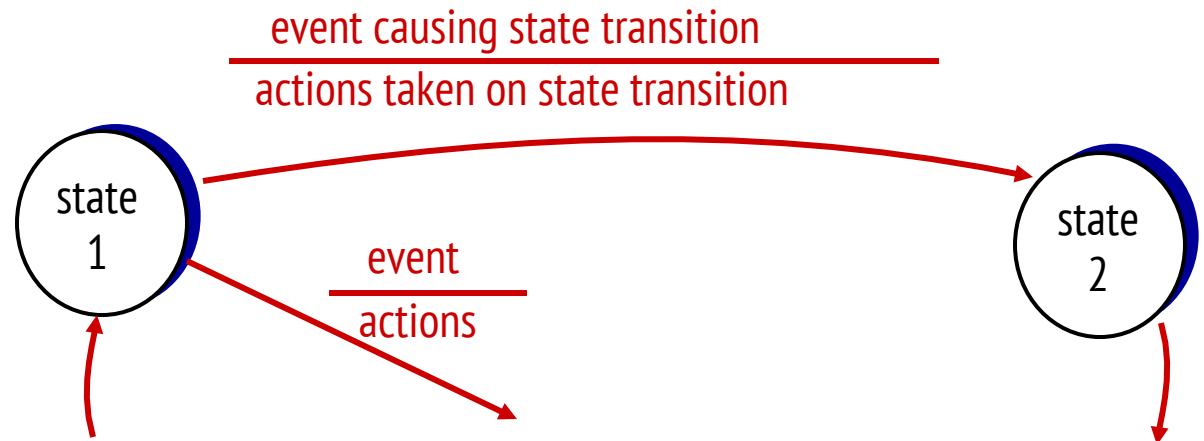 event causing state transition
actions taken on state transition
state
1
event
actions
state
2